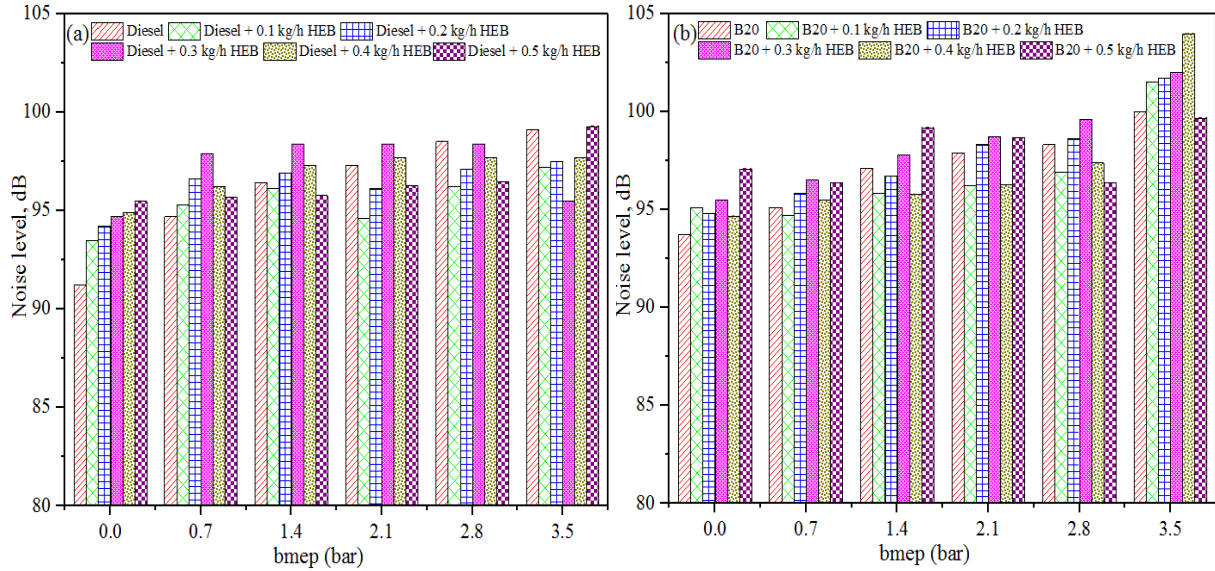 (a) Diesel Diesel + 0.1 kg/h HEB Diesel + 0.2 kg/h HEB
Diesel + 0.3 kg/h HEB Diesel + 0.4 kg/h HEB Diesel + 0.5 kg/h HEB
105
100
95
90
85
80
Noise level, dB
0.0 0.7 1.4 2.1 2.8 3.5
bmep (bar)
(b) B20 B20 + 0.1 kg/h HEB B20 + 0.2 kg/h HEB
B20 + 0.3 kg/h HEB B20 + 0.4 kg/h HEB B20 + 0.5 kg/h HEB
105
100
95
90
85
80
Noise level, dB
0.0 0.7 1.4 2.1 2.8 3.5
bmep (bar)